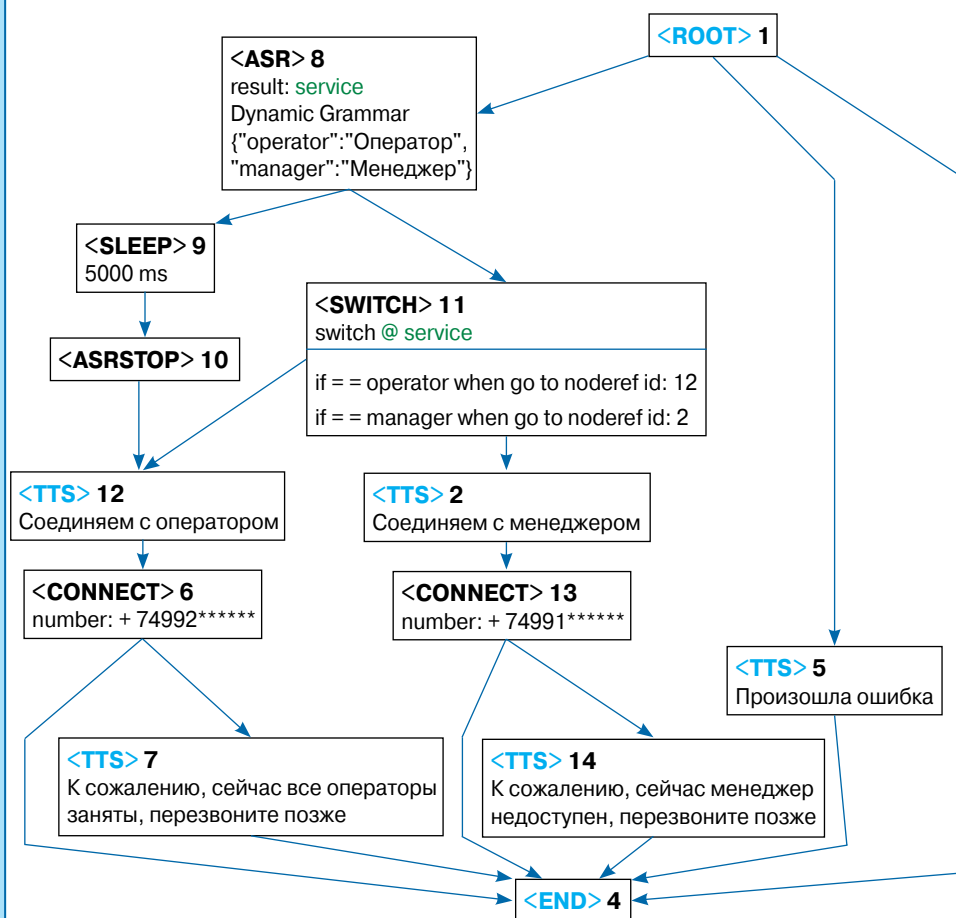 <ROOT> 1
<ASR> 8
result: service
Dynamic Grammar
{"operator":"Оператор",
"manager":"Менеджер"}
<SLEEP> 9
5000 ms
<SWITCH> 11
switch @ service
<ASRSTOP> 10
if = = operator when go to noderef id: 12
if = = manager when go to noderef id: 2
<TTS> 12
Соединяем с оператором
<TTS> 2
Соединяем с менеджером
<CONNECT> 6
number: + 74992******
<CONNECT> 13
number: + 74991******
<TTS> 5
Произошла ошибка
<TTS> 7
К сожалению, сейчас все операторы
заняты, перезвоните позже
<TTS> 14
К сожалению, сейчас менеджер
недоступен, перезвоните позже
<END> 4